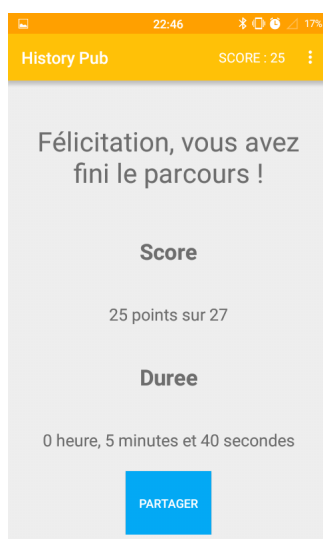 22:46 17%
History Pub SCORE : 25
Félicitation, vous avez
fini le parcours !
Score
25 points sur 27
Duree
0 heure, 5 minutes et 40 secondes
PARTAGER